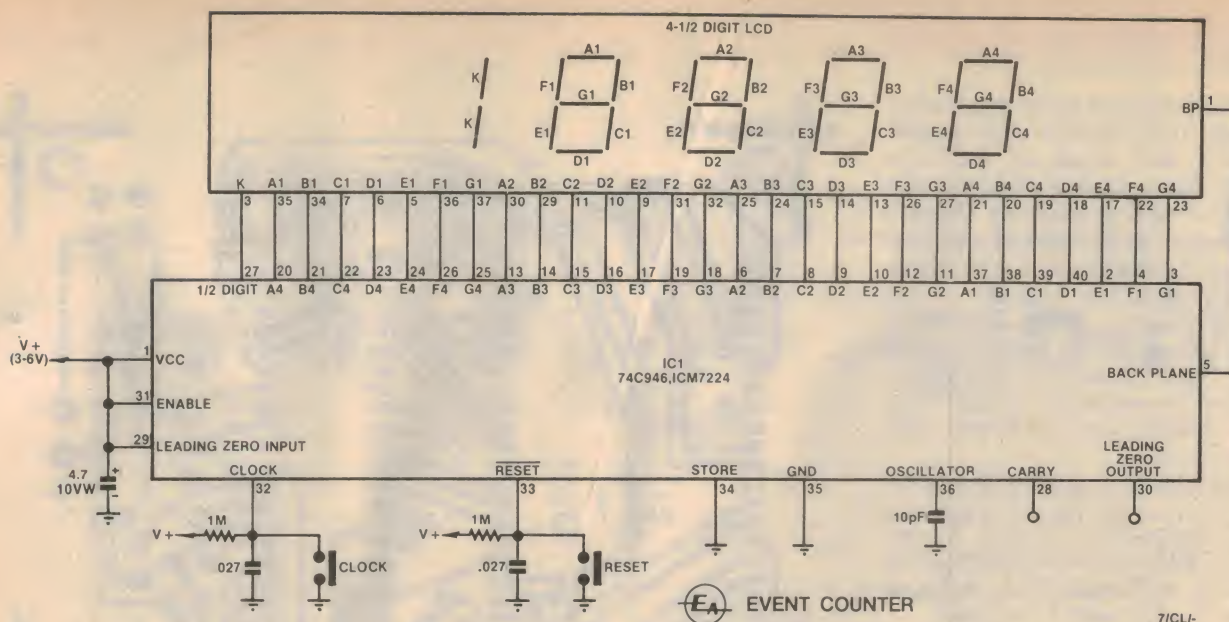 4-1/2 DIGIT LCD
A1 A2 A3 A4
K F1 B1 F2 B2 F3 B3 F4 B4
G1 G2 G3 G4
BP 1
K E1 C1 E2 C2 E3 C3 E4 C4
D1 D2 D3 D4
K A1 B1 C1 D1 E1 F1 G1 A2 B2 C2 D2 E2 F2 G2 A3 B3 C3 D3 E3 F3 G3 A4 B4 C4 D4 E4 F4 G4
3 35 34 7 6 5 36 37 30 29 11 10 9 31 32 25 24 15 14 13 26 27 21 20 19 18 17 22 23
27 20 21 22 23 24 26 25 13 14 15 16 17 19 18 6 7 8 9 10 12 11 37 38 39 40 2 4 3
1/2 DIGIT A4 B4 C4 D4 E4 F4 G4 A3 B3 C3 D3 E3 F3 G3 A2 B2 C2 D2 E2 F2 G2 A1 B1 C1 D1 E1 F1 G1
V+
(3-6V)
1 VCC
IC1
74C946,ICM7224
BACK PLANE 5
31 ENABLE
29 LEADING ZERO INPUT
4.7
10VW
+
-
CLOCK RESET STORE GND OSCILLATOR CARRY LEADING ZERO OUTPUT
32 33 34 35 36 28 30
V+ 1M V+ 1M 10pF
027 CLOCK .027 RESET
EA EVENT COUNTER
7/CL/-